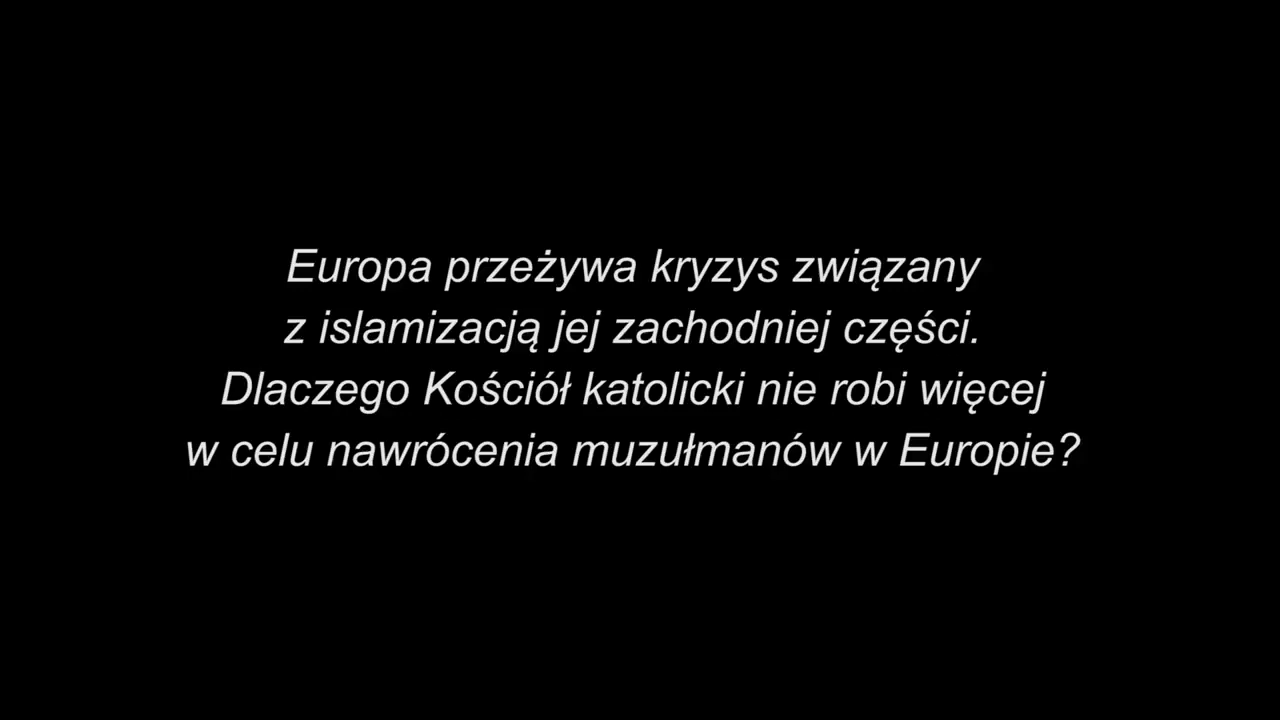 Europa przeżywa kryzys związany
z islamizacją jej zachodniej części.
Dlaczego Kościół katolicki nie robi więcej
w celu nawrócenia muzułmanów w Europie?